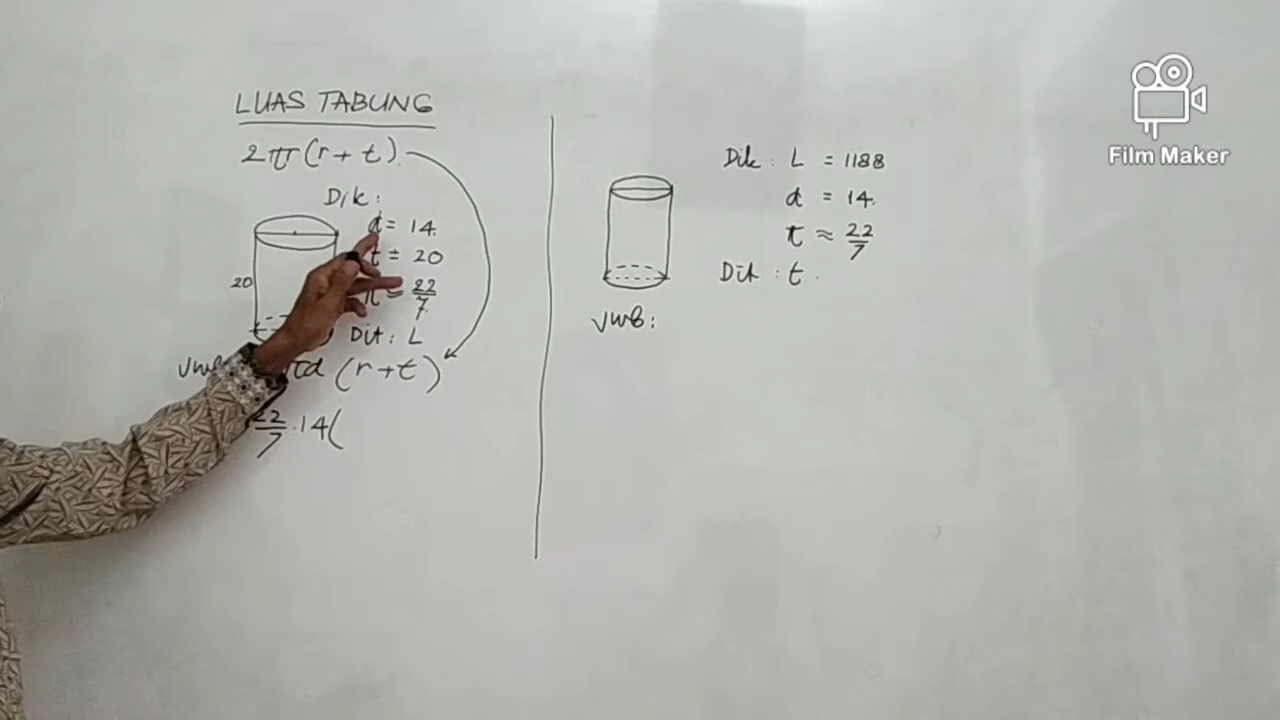 LUAS TABUNG
2πr(r + t).
Dik:
d = 14.
t = 20
20
≈ 22/7
Dit: L
πd (r+t)
22/7 . 14(
Dik: L = 1188
d = 14.
π ≈ 22/7
Dit: t.
Jwb:
Film Maker